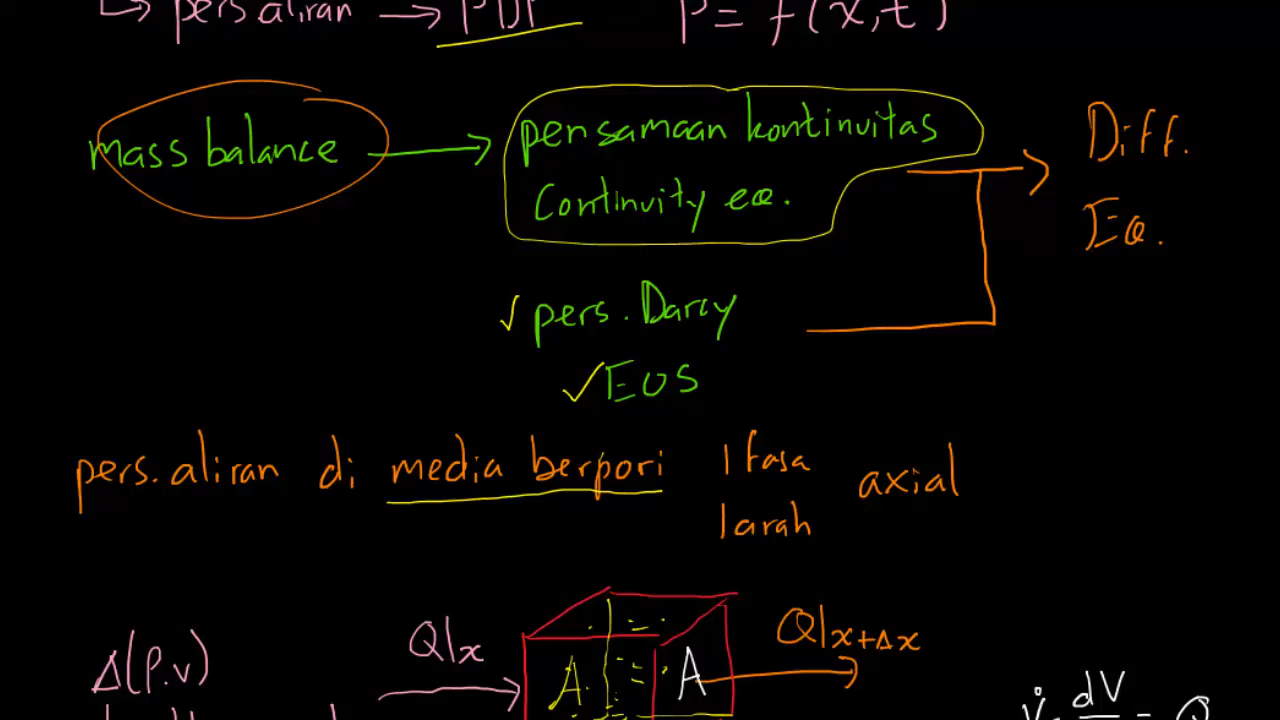 ↳ pers aliran → PDP P = f(x,t)
mass balance → persamaan kontinuitas
Continuity eq.
Diff.
Eq.
✓ pers. Darcy
✓ EOS
pers. aliran di media berpori 1 fasa axial
1 arah
Δ(ρ.v)
Q|x
A
A
Q|x+Δx
dV